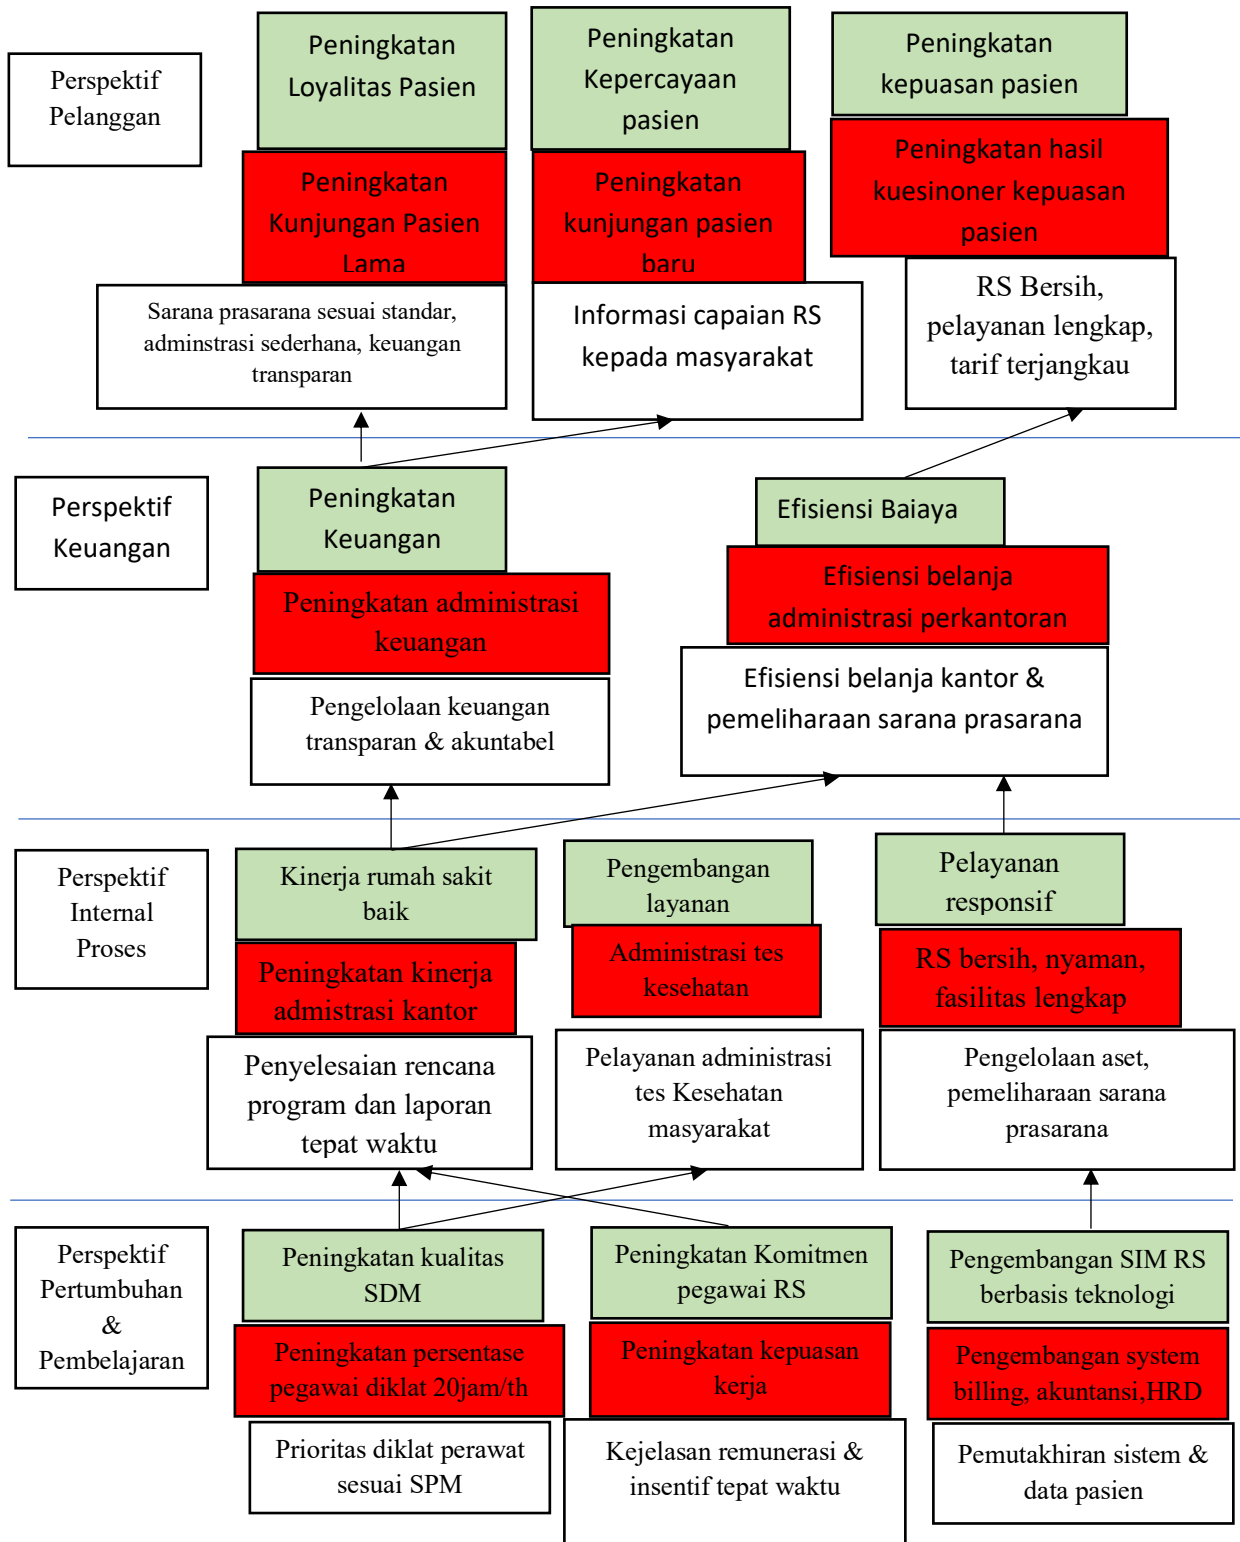 Perspektif
Pelanggan
Peningkatan
Loyalitas Pasien
Peningkatan
Kunjungan Pasien
Lama
Sarana prasarana sesuai standar,
adminstrasi sederhana, keuangan
transparan
Peningkatan
Kepercayaan
pasien
Peningkatan
kunjungan pasien
baru
Informasi capaian RS
kepada masyarakat
Peningkatan
kepuasan pasien
Peningkatan hasil
kuesinoner kepuasan
pasien
RS Bersih,
pelayanan lengkap,
tarif terjangkau
Perspektif
Keuangan
Peningkatan
Keuangan
Peningkatan administrasi
keuangan
Pengelolaan keuangan
transparan & akuntabel
Efisiensi Baiaya
Efisiensi belanja
administrasi perkantoran
Efisiensi belanja kantor &
pemeliharaan sarana prasarana
Perspektif
Internal
Proses
Kinerja rumah sakit
baik
Peningkatan kinerja
admistrasi kantor
Penyelesaian rencana
program dan laporan
tepat waktu
Pengembangan
layanan
Administrasi tes
kesehatan
Pelayanan administrasi
tes Kesehatan
masyarakat
Pelayanan
responsif
RS bersih, nyaman,
fasilitas lengkap
Pengelolaan aset,
pemeliharaan sarana
prasarana
Perspektif
Pertumbuhan
&
Pembelajaran
Peningkatan kualitas
SDM
Peningkatan persentase
pegawai diklat 20jam/th
Prioritas diklat perawat
sesuai SPM
Peningkatan Komitmen
pegawai RS
Peningkatan kepuasan
kerja
Kejelasan remunerasi &
insentif tepat waktu
Pengembangan SIM RS
berbasis teknologi
Pengembangan system
billing, akuntansi,HRD
Pemutakhiran sistem &
data pasien